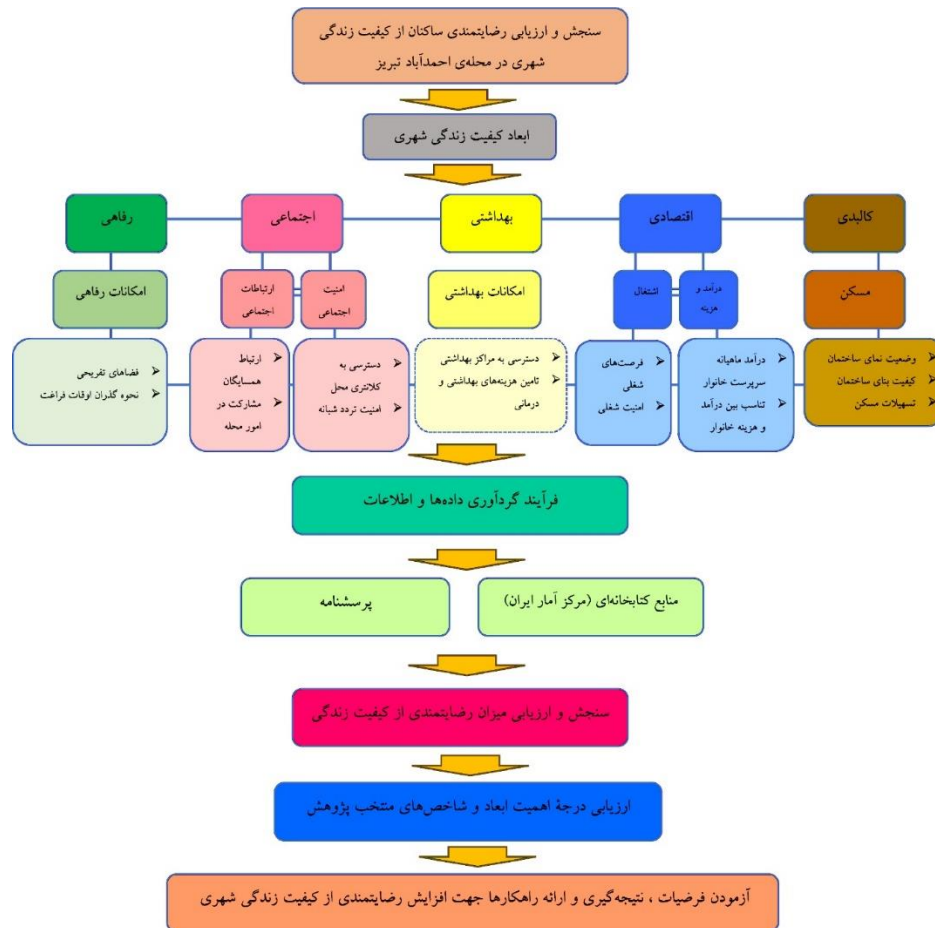 سنجش و ارزیابی رضایتمندی ساکنان از کیفیت زندگی
شهری در محله‌ی احمدآباد تبریز
ابعاد کیفیت زندگی شهری
کالبدی
اقتصادی
بهداشتی
اجتماعی
رفاهی
مسکن
درآمد و
هزینه
اشتغال
امکانات بهداشتی
امنیت
اجتماعی
ارتباطات
اجتماعی
امکانات رفاهی
وضعیت نمای ساختمان
کیفیت بنای ساختمان
تسهیلات مسکن
درآمد ماهیانه
سرپرست خانوار
تناسب بین درآمد
و هزینه خانوار
فرصت‌های
شغلی
امنیت شغلی
دسترسی به مراکز بهداشتی
تامین هزینه‌های بهداشتی و
درمانی
دسترسی به
کلانتری محل
امنیت تردد شبانه
ارتباط
همسایگان
مشارکت در
امور محله
فضاهای تفریحی
نحوه گذران اوقات فراغت
فرآیند گردآوری داده‌ها و اطلاعات
منابع کتابخانه‌ای (مرکز آمار ایران)
پرسشنامه
سنجش و ارزیابی میزان رضایتمندی از کیفیت زندگی
ارزیابی درجهٔ اهمیت ابعاد و شاخص‌های منتخب پژوهش
آزمودن فرضیات ، نتیجه‌گیری و ارائه راهکارها جهت افزایش رضایتمندی از کیفیت زندگی شهری